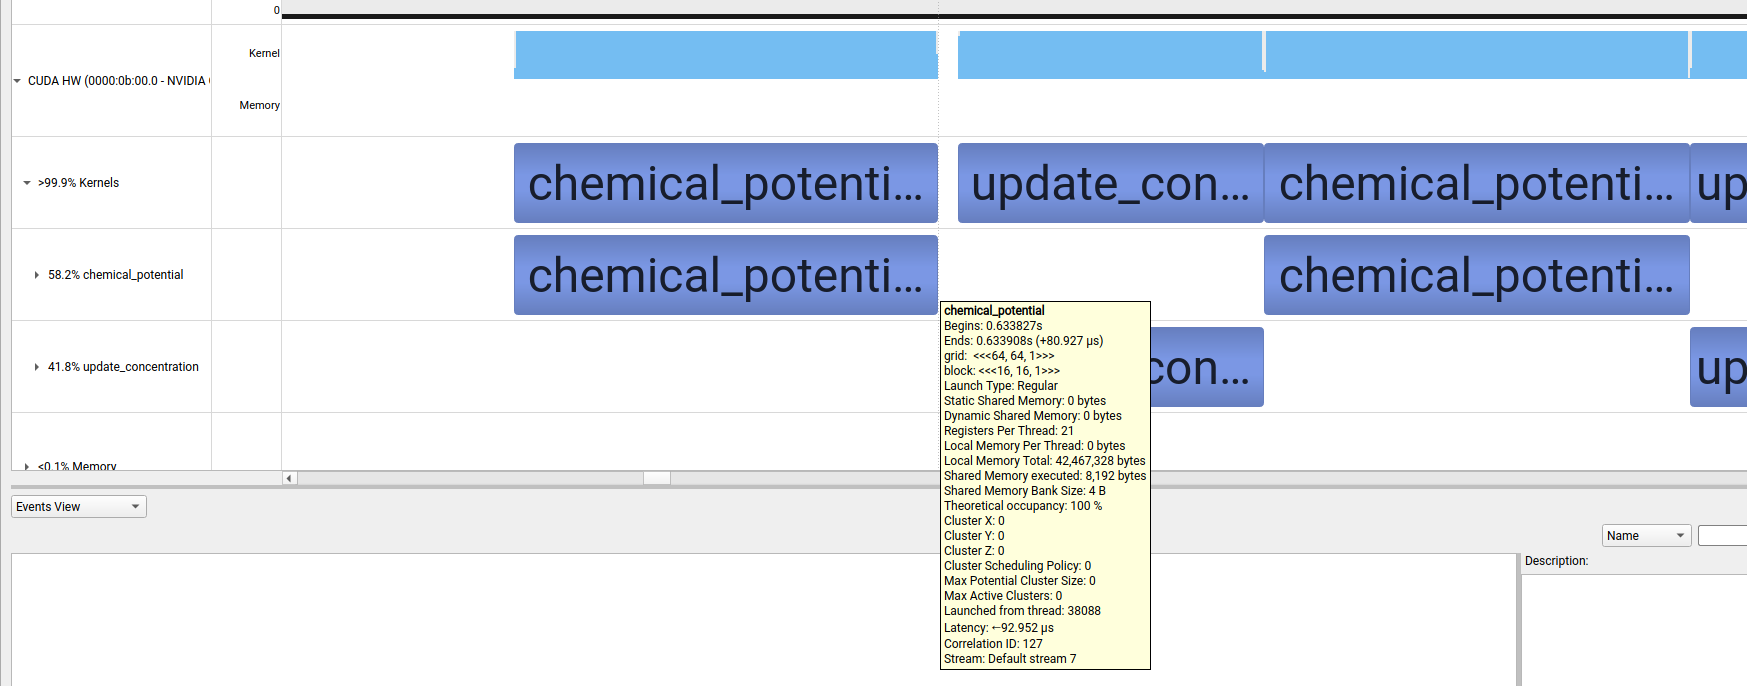 0
Kernel
CUDA HW (0000:0b:00.0 - NVIDIA
Memory
>99.9% Kernels
chemical_potenti...
update_con...
chemical_potenti...
up
58.2% chemical_potential
chemical_potenti...
chemical_potenti...
41.8% update_concentration
con...
up
<0.1% Memory
chemical_potential
Begins: 0.633827s
Ends: 0.633908s (+80.927 μs)
grid: <<<64, 64, 1>>>
block: <<<16, 16, 1>>>
Launch Type: Regular
Static Shared Memory: 0 bytes
Dynamic Shared Memory: 0 bytes
Registers Per Thread: 21
Local Memory Per Thread: 0 bytes
Local Memory Total: 42,467,328 bytes
Shared Memory executed: 8,192 bytes
Shared Memory Bank Size: 4 B
Theoretical occupancy: 100 %
Cluster X: 0
Cluster Y: 0
Cluster Z: 0
Cluster Scheduling Policy: 0
Max Potential Cluster Size: 0
Max Active Clusters: 0
Launched from thread: 38088
Latency: ←92.952 μs
Correlation ID: 127
Stream: Default stream 7
Events View
Name
Description: